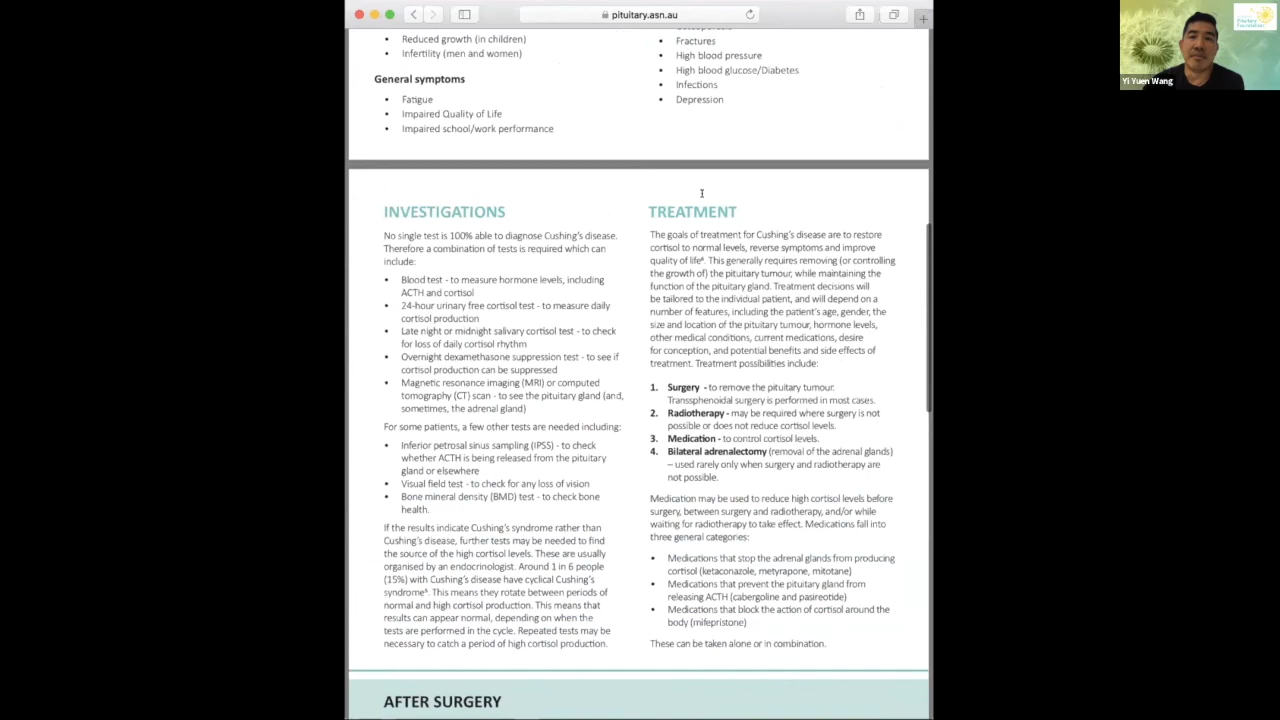 pituitary.asn.au
Reduced growth (in children)
Infertility (men and women)
General symptoms
Fatigue
Impaired Quality of Life
Impaired school/work performance
Fractures
High blood pressure
High blood glucose/Diabetes
Infections
Depression
INVESTIGATIONS
No single test is 100% able to diagnose Cushing's disease.
Therefore a combination of tests is required which can
include:
• Blood test - to measure hormone levels, including
ACTH and cortisol
• 24-hour urinary free cortisol test - to measure daily
cortisol production
• Late night or midnight salivary cortisol test - to check
for loss of daily cortisol rhythm
• Overnight dexamethasone suppression test - to see if
cortisol production can be suppressed
• Magnetic resonance imaging (MRI) or computed
tomography (CT) scan - to see the pituitary gland (and,
sometimes, the adrenal gland)
For some patients, a few other tests are needed including:
• Inferior petrosal sinus sampling (IPSS) - to check
whether ACTH is being released from the pituitary
gland or elsewhere
• Visual field test - to check for any loss of vision
• Bone mineral density (BMD) test - to check bone
health.
If the results indicate Cushing's syndrome rather than
Cushing's disease, further tests may be needed to find
the source of the high cortisol levels. These are usually
organised by an endocrinologist. Around 1 in 6 people
(15%) with Cushing's disease have cyclical Cushing's
syndrome⁵. This means they rotate between periods of
normal and high cortisol production. This means that
results can appear normal, depending on when the
tests are performed in the cycle. Repeated tests may be
necessary to catch a period of high cortisol production.
TREATMENT
The goals of treatment for Cushing's disease are to restore
cortisol to normal levels, reverse symptoms and improve
quality of life⁶. This generally requires removing (or controlling
the growth of) the pituitary tumour, while maintaining the
function of the pituitary gland. Treatment decisions will
be tailored to the individual patient, and will depend on a
number of features, including the patient's age, gender, the
size and location of the pituitary tumour, hormone levels,
other medical conditions, current medications, desire
for conception, and potential benefits and side effects of
treatment. Treatment possibilities include:
1. Surgery - to remove the pituitary tumour.
Transsphenoidal surgery is performed in most cases.
2. Radiotherapy - may be required where surgery is not
possible or does not reduce cortisol levels.
3. Medication - to control cortisol levels.
4. Bilateral adrenalectomy (removal of the adrenal glands)
– used rarely only when surgery and radiotherapy are
not possible.
Medication may be used to reduce high cortisol levels before
surgery, between surgery and radiotherapy, and/or while
waiting for radiotherapy to take effect. Medications fall into
three general categories:
• Medications that stop the adrenal glands from producing
cortisol (ketaconazole, metyrapone, mitotane)
• Medications that prevent the pituitary gland from
releasing ACTH (cabergoline and pasireotide)
• Medications that block the action of cortisol around the
body (mifepristone)
These can be taken alone or in combination.
AFTER SURGERY
Pituitary
Foundation
Yi Yuen Wang